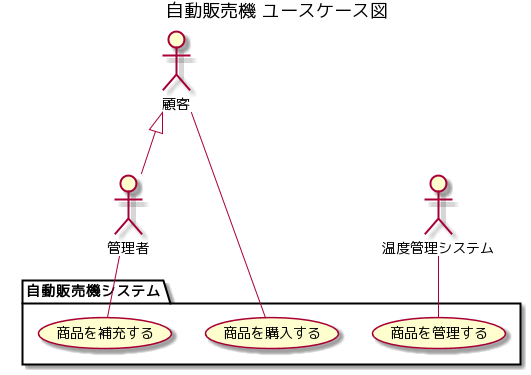 自動販売機 ユースケース図
顧客
管理者
温度管理システム
自動販売機システム
商品を補充する
商品を購入する
商品を管理する